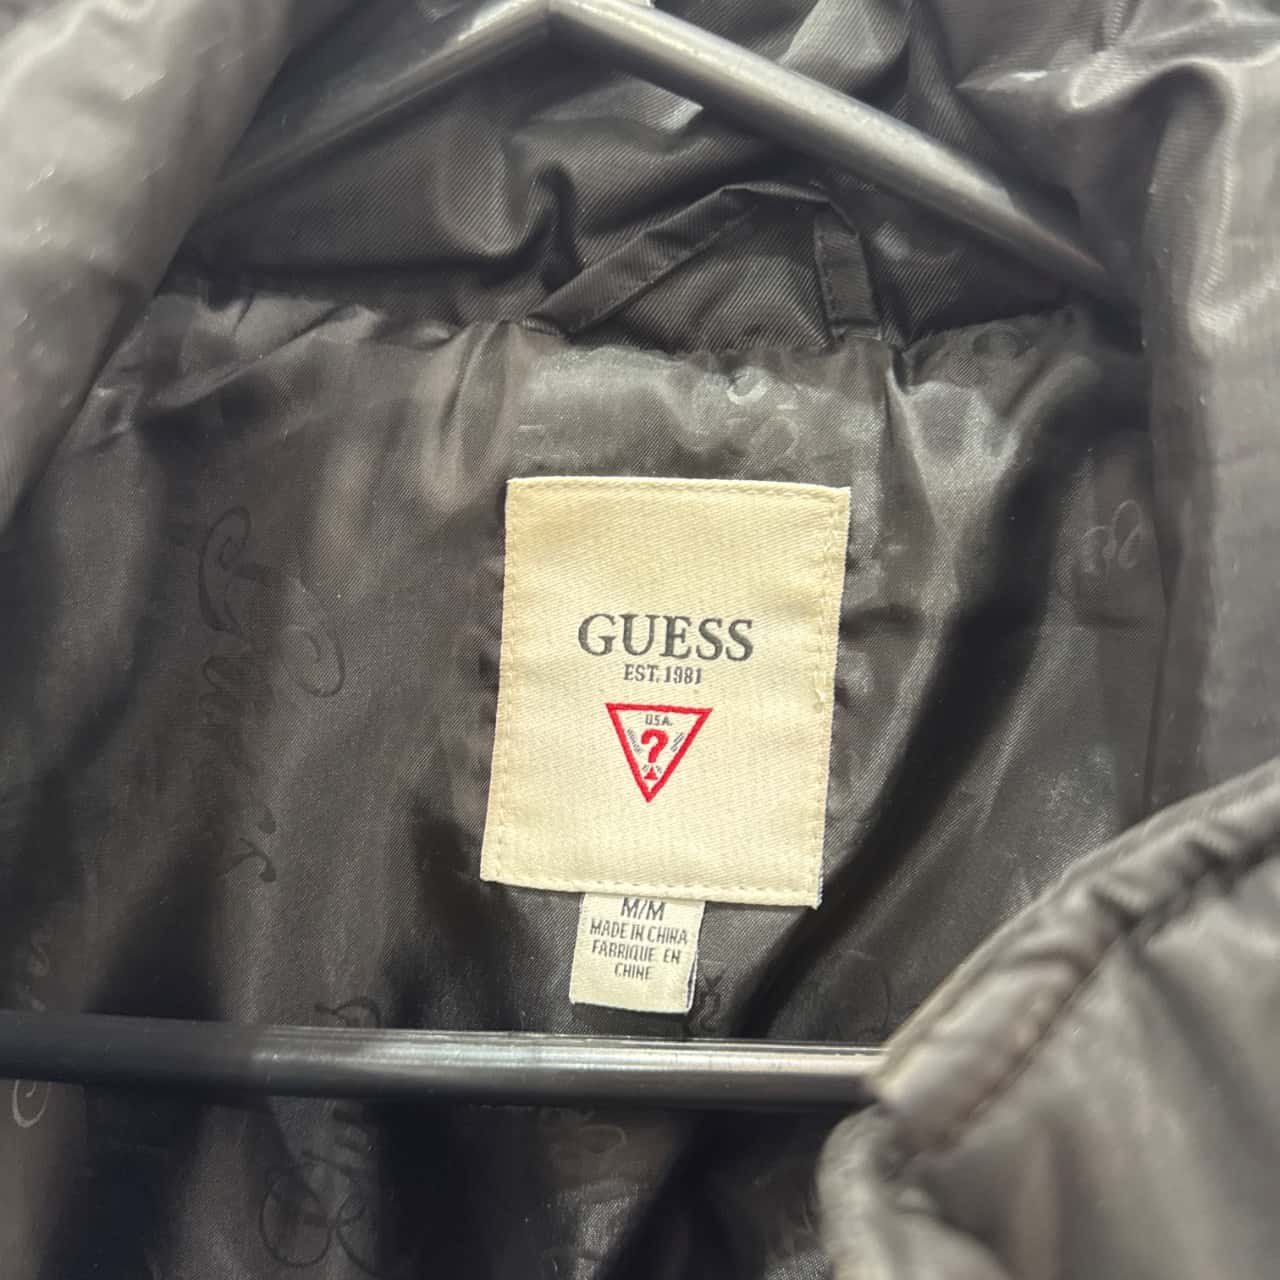 GUESS
EST. 1981
U.S.A.
?
M/M
MADE IN CHINA
FABRIQUE EN
CHINE